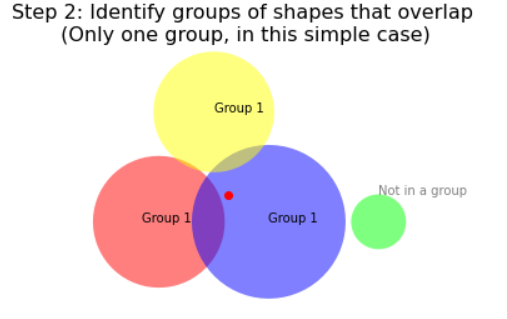 Step 2: Identify groups of shapes that overlap
(Only one group, in this simple case)
Group 1
Not in a group
Group 1
Group 1